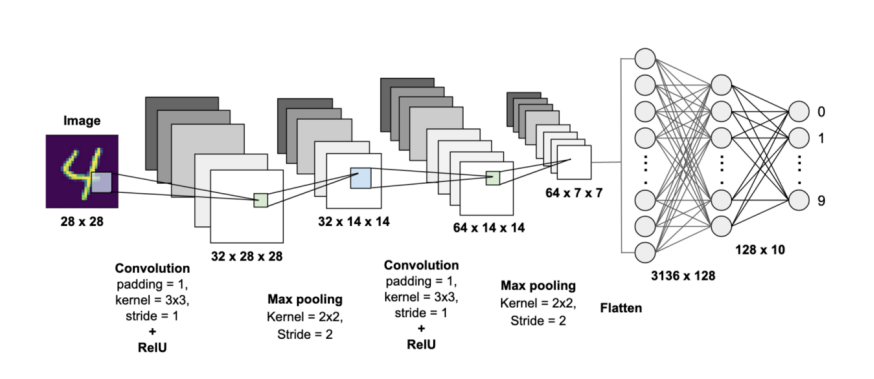 Image
28 x 28
32 x 28 x 28
32 x 14 x 14
64 x 14 x 14
64 x 7 x 7
0
1
9
3136 x 128
128 x 10
Convolution
padding = 1,
kernel = 3x3,
stride = 1
+
RelU
Max pooling
Kernel = 2x2,
Stride = 2
Convolution
padding = 1,
kernel = 3x3,
stride = 1
+
RelU
Max pooling
Kernel = 2x2,
Stride = 2
Flatten